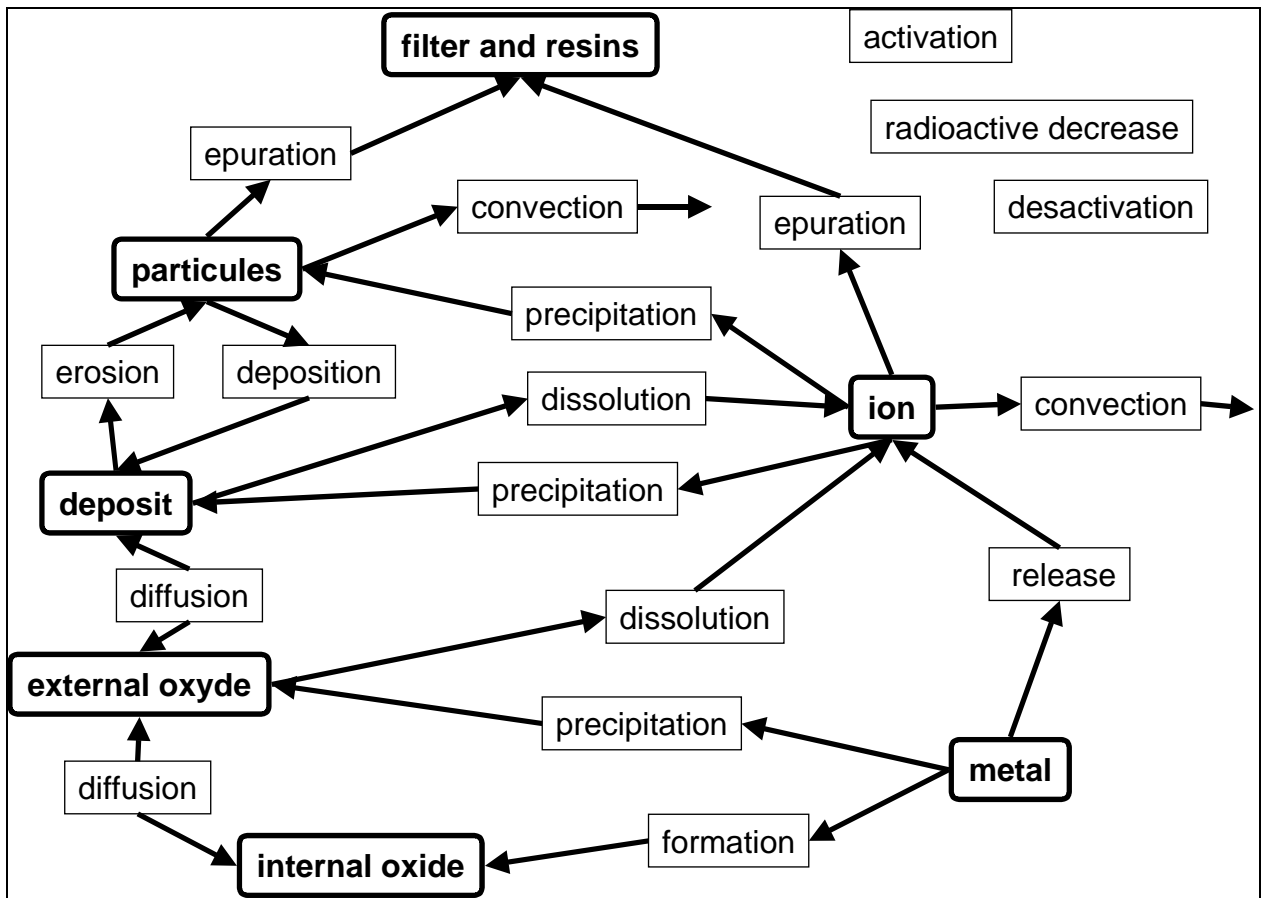 filter and resins
activation
radioactive decrease
epuration
convection
desactivation
epuration
particules
precipitation
erosion
deposition
dissolution
ion
convection
deposit
precipitation
release
diffusion
dissolution
external oxyde
precipitation
metal
diffusion
formation
internal oxide